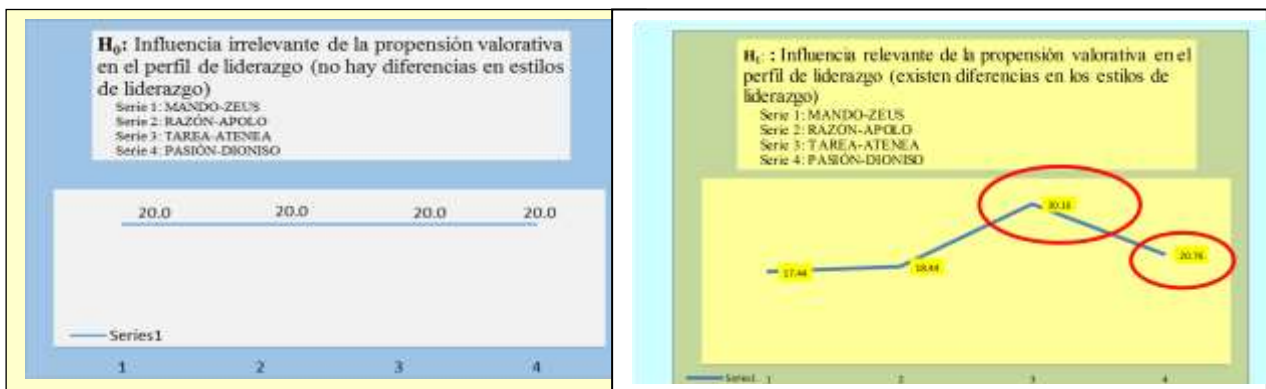 H₀: Influencia irrelevante de la propensión valorativa
en el perfil de liderazgo (no hay diferencias en estilos
de liderazgo)
Serie 1: MANDO-ZEUS
Serie 2: RAZÓN-APOLO
Serie 3: TAREA-ATENEA
Serie 4: PASIÓN-DIONISO
20.0 20.0 20.0 20.0
Series1
1 2 3 4
: Influencia relevante de la propensión valorativa en el
perfil de liderazgo (existen diferencias en los estilos de
liderazgo)
Serie 1: MANDO-ZEUS
Serie 2: RAZÓN-APOLO
Serie 3: TAREA-ATENEA
Serie 4: PASIÓN-DIONISO
17.44 18.44 20.76
1 2 3 4